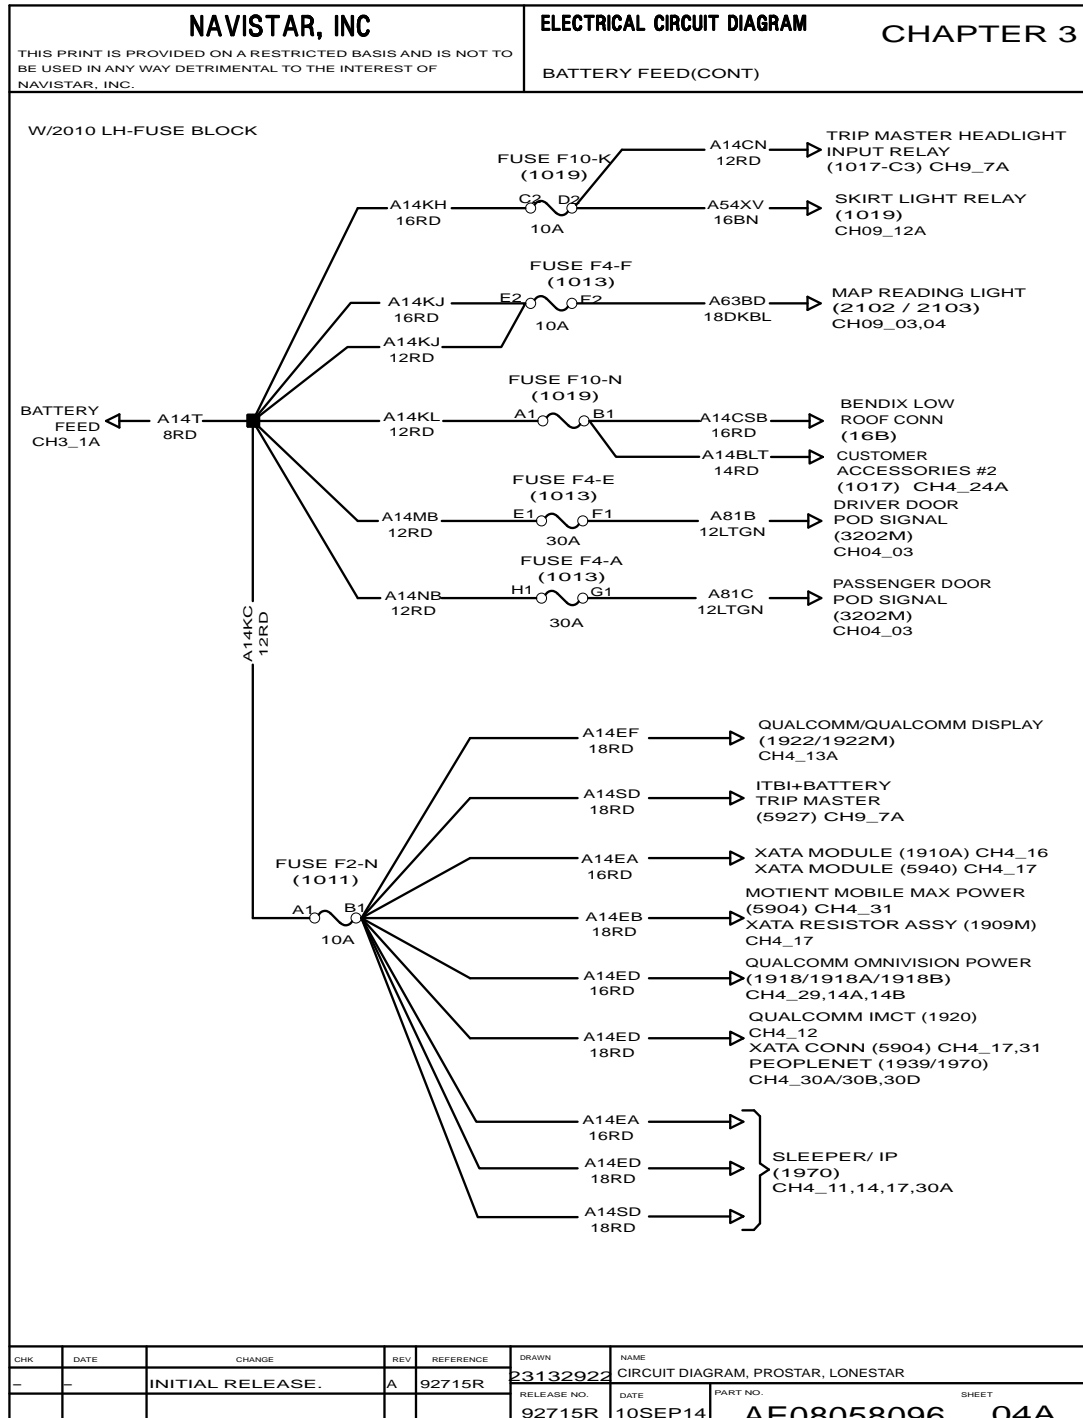 NAVISTAR, INC
THIS PRINT IS PROVIDED ON A RESTRICTED BASIS AND IS NOT TO
BE USED IN ANY WAY DETRIMENTAL TO THE INTEREST OF
NAVISTAR, INC.
ELECTRICAL CIRCUIT DIAGRAM
CHAPTER 3
BATTERY FEED(CONT)
W/2010 LH-FUSE BLOCK
FUSE F10-K
(1019)
C2 D2
10A
A14KH
16RD
A14CN
12RD
TRIP MASTER HEADLIGHT
INPUT RELAY
(1017-C3) CH9_7A
A54XV
16BN
SKIRT LIGHT RELAY
(1019)
CH09_12A
FUSE F4-F
(1013)
E2 F2
10A
A14KJ
16RD
A14KJ
12RD
A63BD
18DKBL
MAP READING LIGHT
(2102 / 2103)
CH09_03,04
BATTERY
FEED
CH3_1A
A14T
8RD
FUSE F10-N
(1019)
A14KL
12RD
A1 B1
A14CSB
16RD
BENDIX LOW
ROOF CONN
(16B)
A14BLT
14RD
CUSTOMER
ACCESSORIES #2
(1017) CH4_24A
FUSE F4-E
(1013)
A14MB
12RD
E1 F1
30A
A81B
12LTGN
DRIVER DOOR
POD SIGNAL
(3202M)
CH04_03
FUSE F4-A
(1013)
A14NB
12RD
H1 G1
30A
A81C
12LTGN
PASSENGER DOOR
POD SIGNAL
(3202M)
CH04_03
A14KC
12RD
FUSE F2-N
(1011)
A1 B1
10A
A14EF
18RD
QUALCOMM/QUALCOMM DISPLAY
(1922/1922M)
CH4_13A
A14SD
18RD
ITBI+BATTERY
TRIP MASTER
(5927) CH9_7A
A14EA
16RD
XATA MODULE (1910A) CH4_16
XATA MODULE (5940) CH4_17
A14EB
18RD
MOTIENT MOBILE MAX POWER
(5904) CH4_31
XATA RESISTOR ASSY (1909M)
CH4_17
A14ED
16RD
QUALCOMM OMNIVISION POWER
(1918/1918A/1918B)
CH4_29,14A,14B
A14ED
18RD
QUALCOMM IMCT (1920)
CH4_12
XATA CONN (5904) CH4_17,31
PEOPLENET (1939/1970)
CH4_30A/30B,30D
A14EA
16RD
A14ED
18RD
A14SD
18RD
SLEEPER/ IP
(1970)
CH4_11,14,17,30A
CHK DATE CHANGE REV REFERENCE
- - INITIAL RELEASE. A 92715R
DRAWN
23132922
NAME
CIRCUIT DIAGRAM, PROSTAR, LONESTAR
RELEASE NO.
92715R
DATE
10SEP14
PART NO.
AE08058096
SHEET
04A